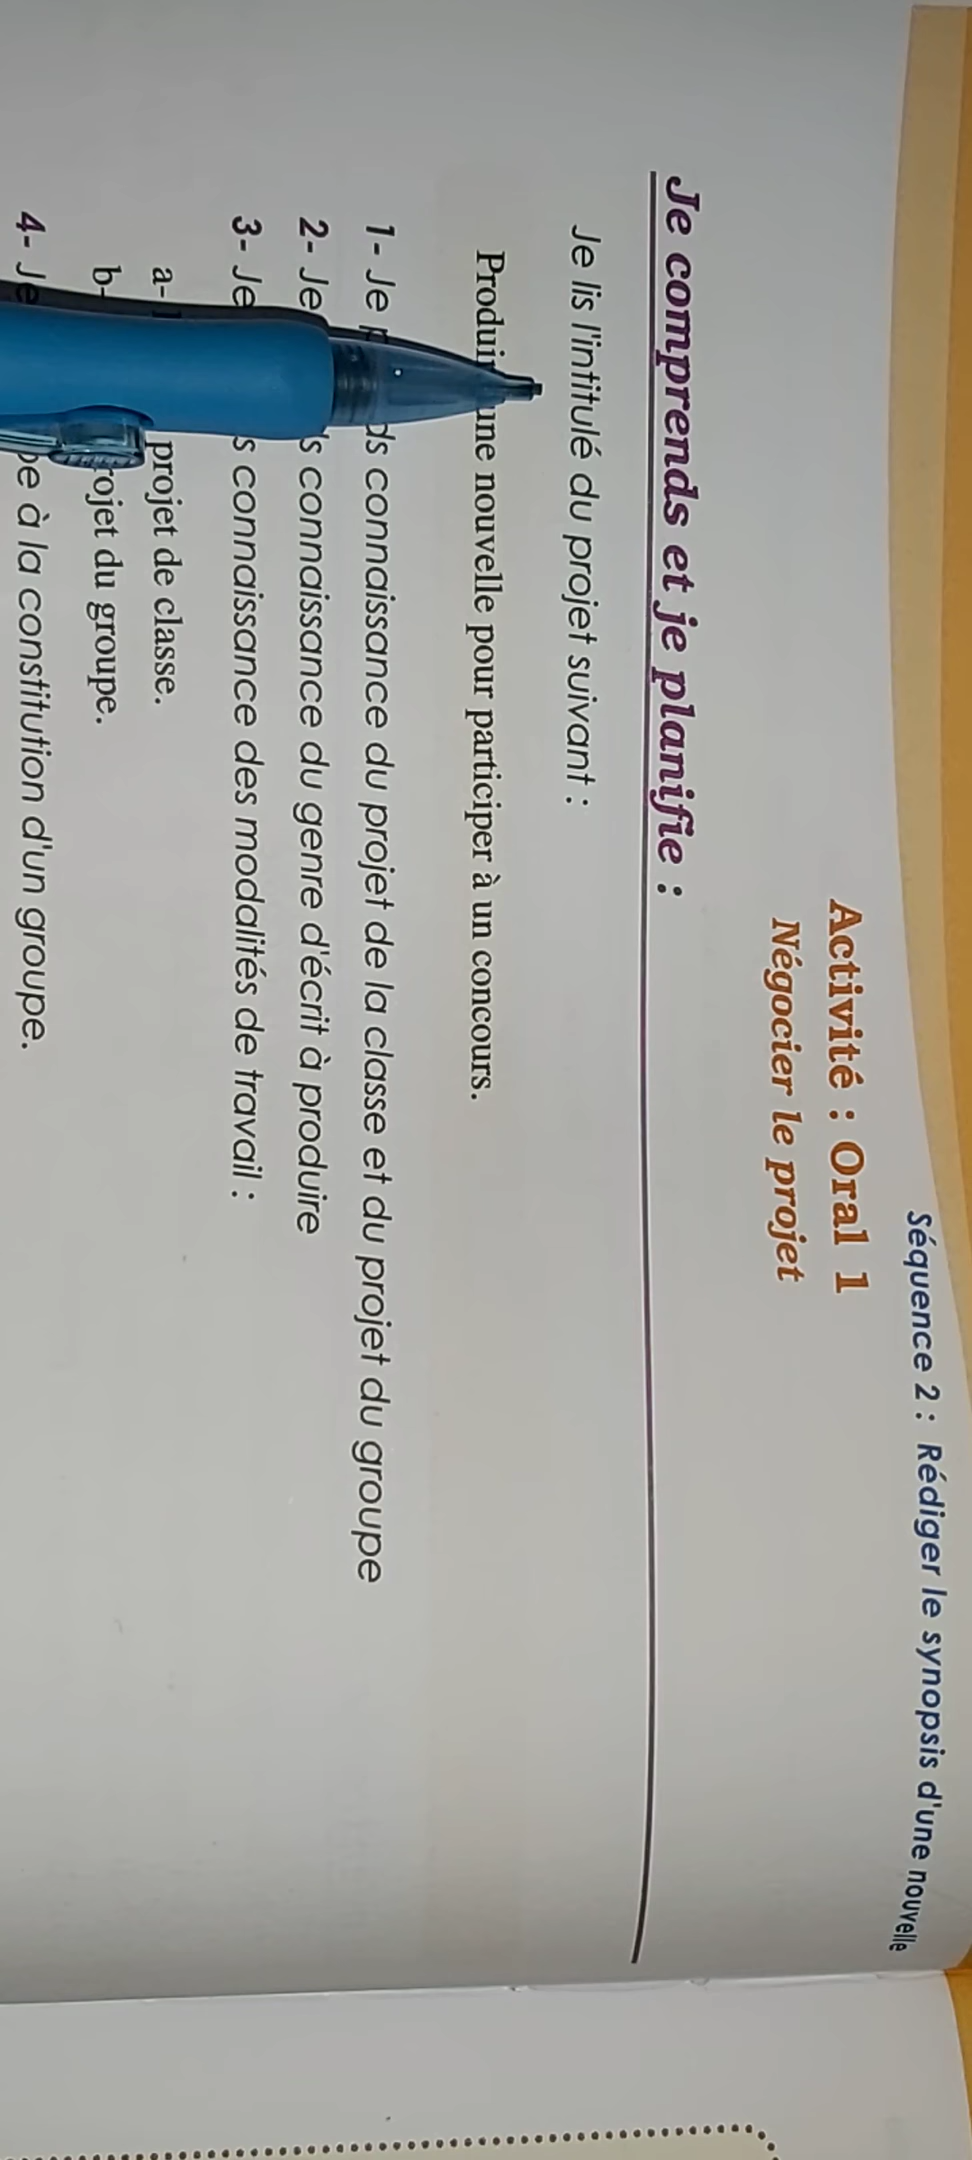 Séquence 2 : Rédiger le synopsis d'une nouvelle
Activité : Oral 1
Négocier le projet
Je comprends et je planifie :
Je lis l'intitulé du projet suivant :
Produire une nouvelle pour participer à un concours.
1- Je connaissance du projet de la classe et du projet du groupe
2- Je connaissance du genre d'écrit à produire
3- Je connaissance des modalités de travail :
a- projet de classe.
b- projet du groupe.
4- Je à la constitution d'un groupe.